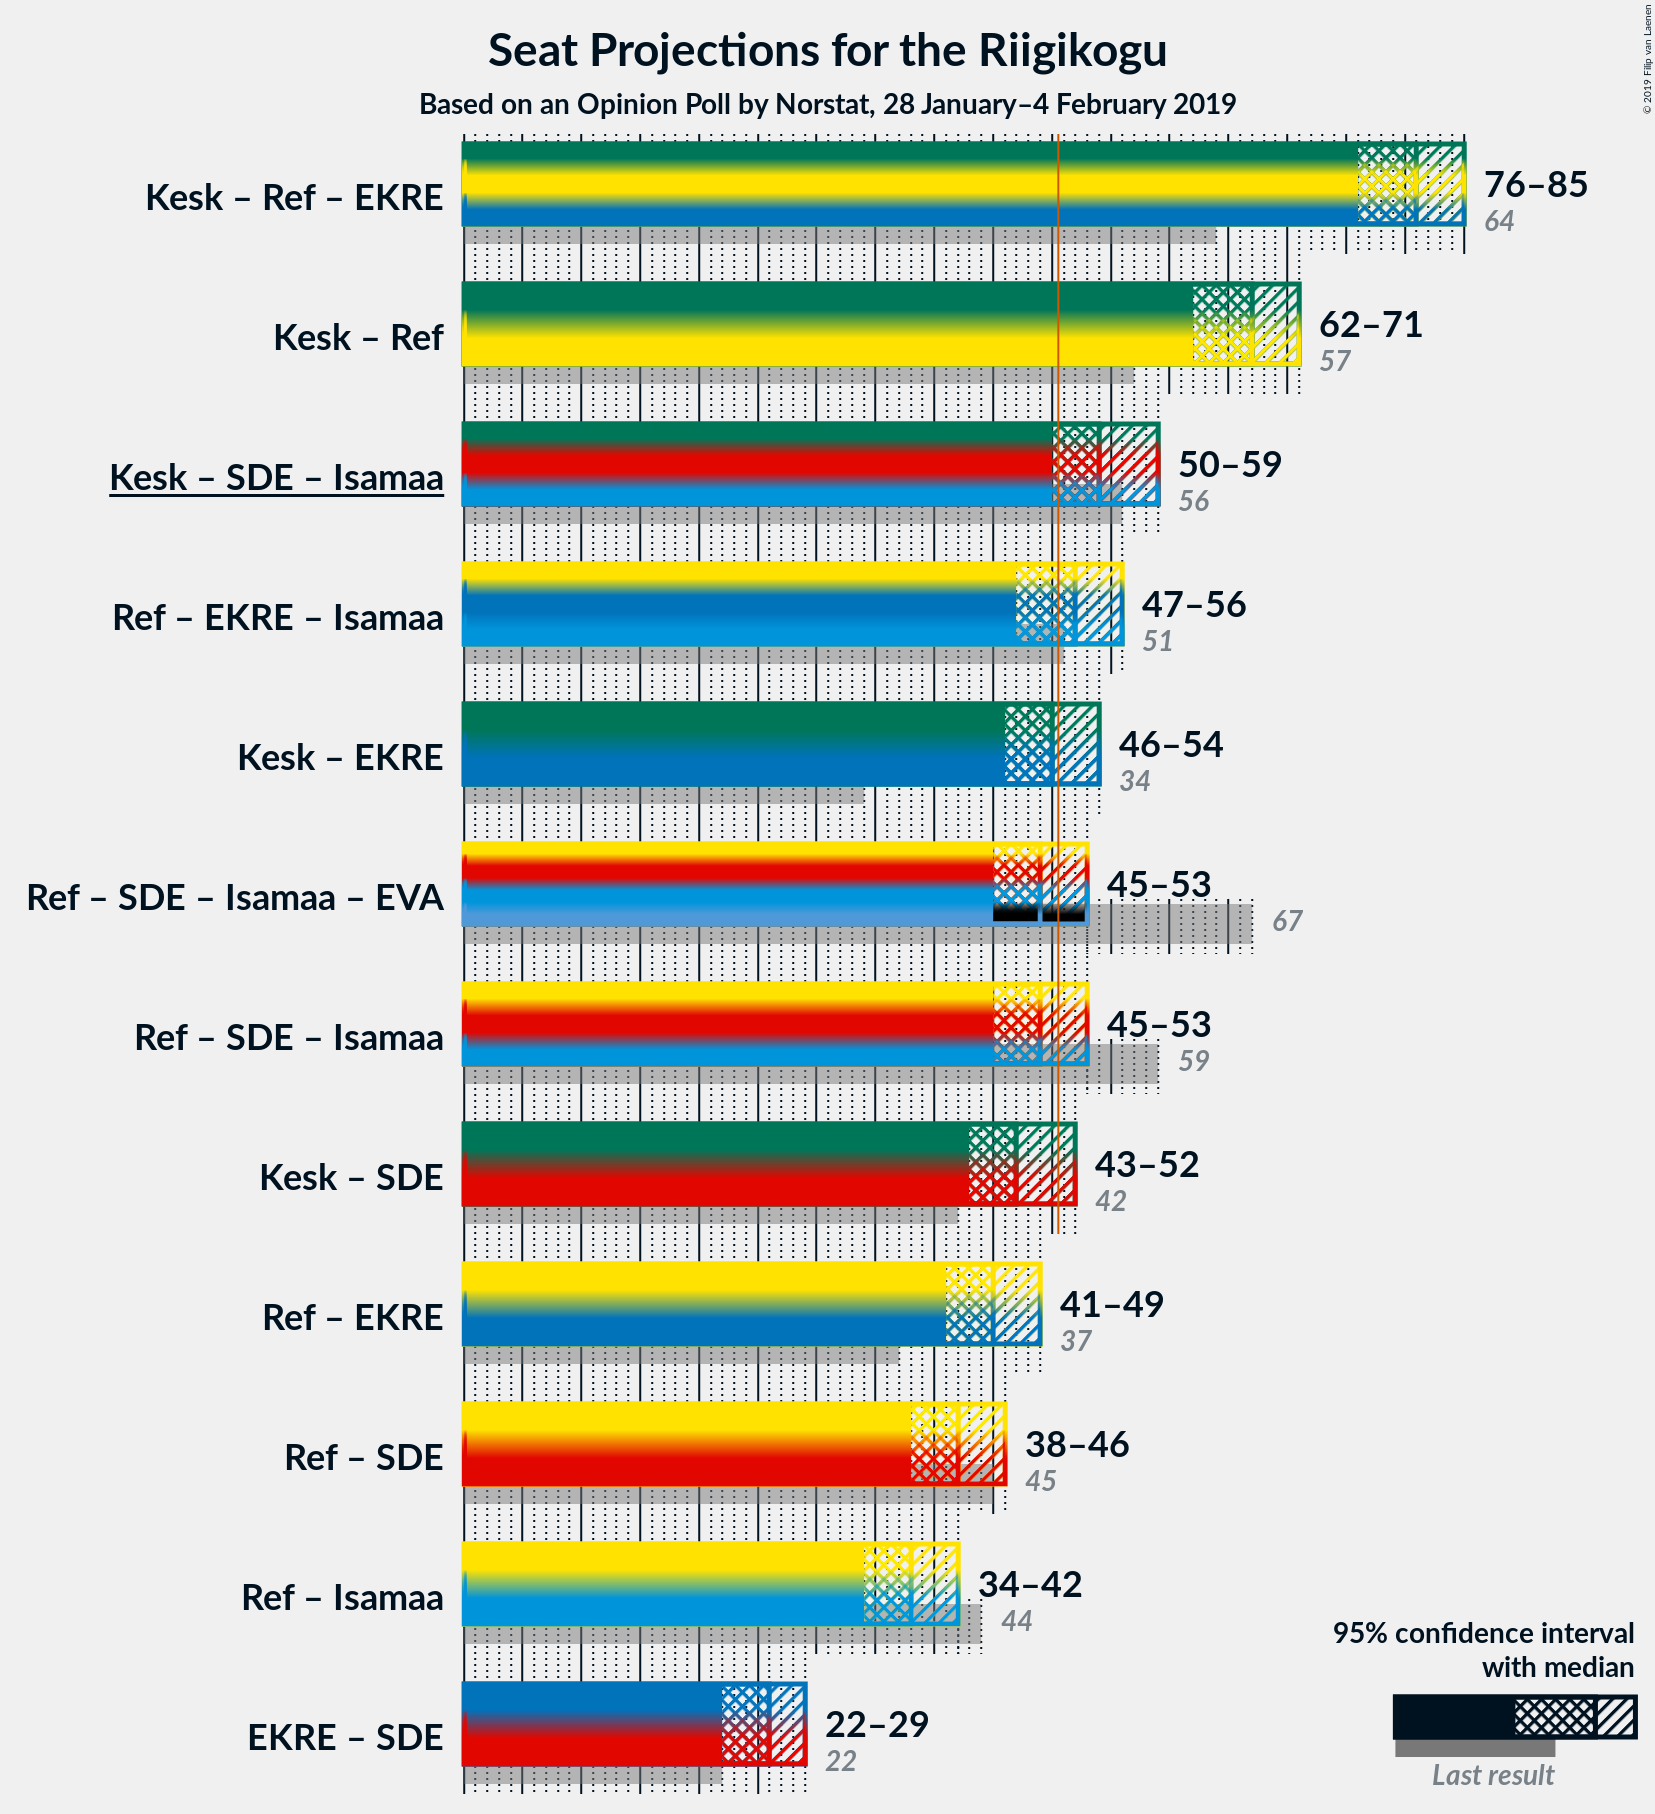 Seat Projections for the Riigikogu
Based on an Opinion Poll by Norstat, 28 January–4 February 2019
© 2019 Filip van Laenen
Kesk – Ref – EKRE
76–85
64
Kesk – Ref
62–71
57
Kesk – SDE – Isamaa
50–59
56
Ref – EKRE – Isamaa
47–56
51
Kesk – EKRE
46–54
34
Ref – SDE – Isamaa – EVA
45–53
67
Ref – SDE – Isamaa
45–53
59
Kesk – SDE
43–52
42
Ref – EKRE
41–49
37
Ref – SDE
38–46
45
Ref – Isamaa
34–42
44
EKRE – SDE
22–29
22
95% confidence interval
with median
Last result